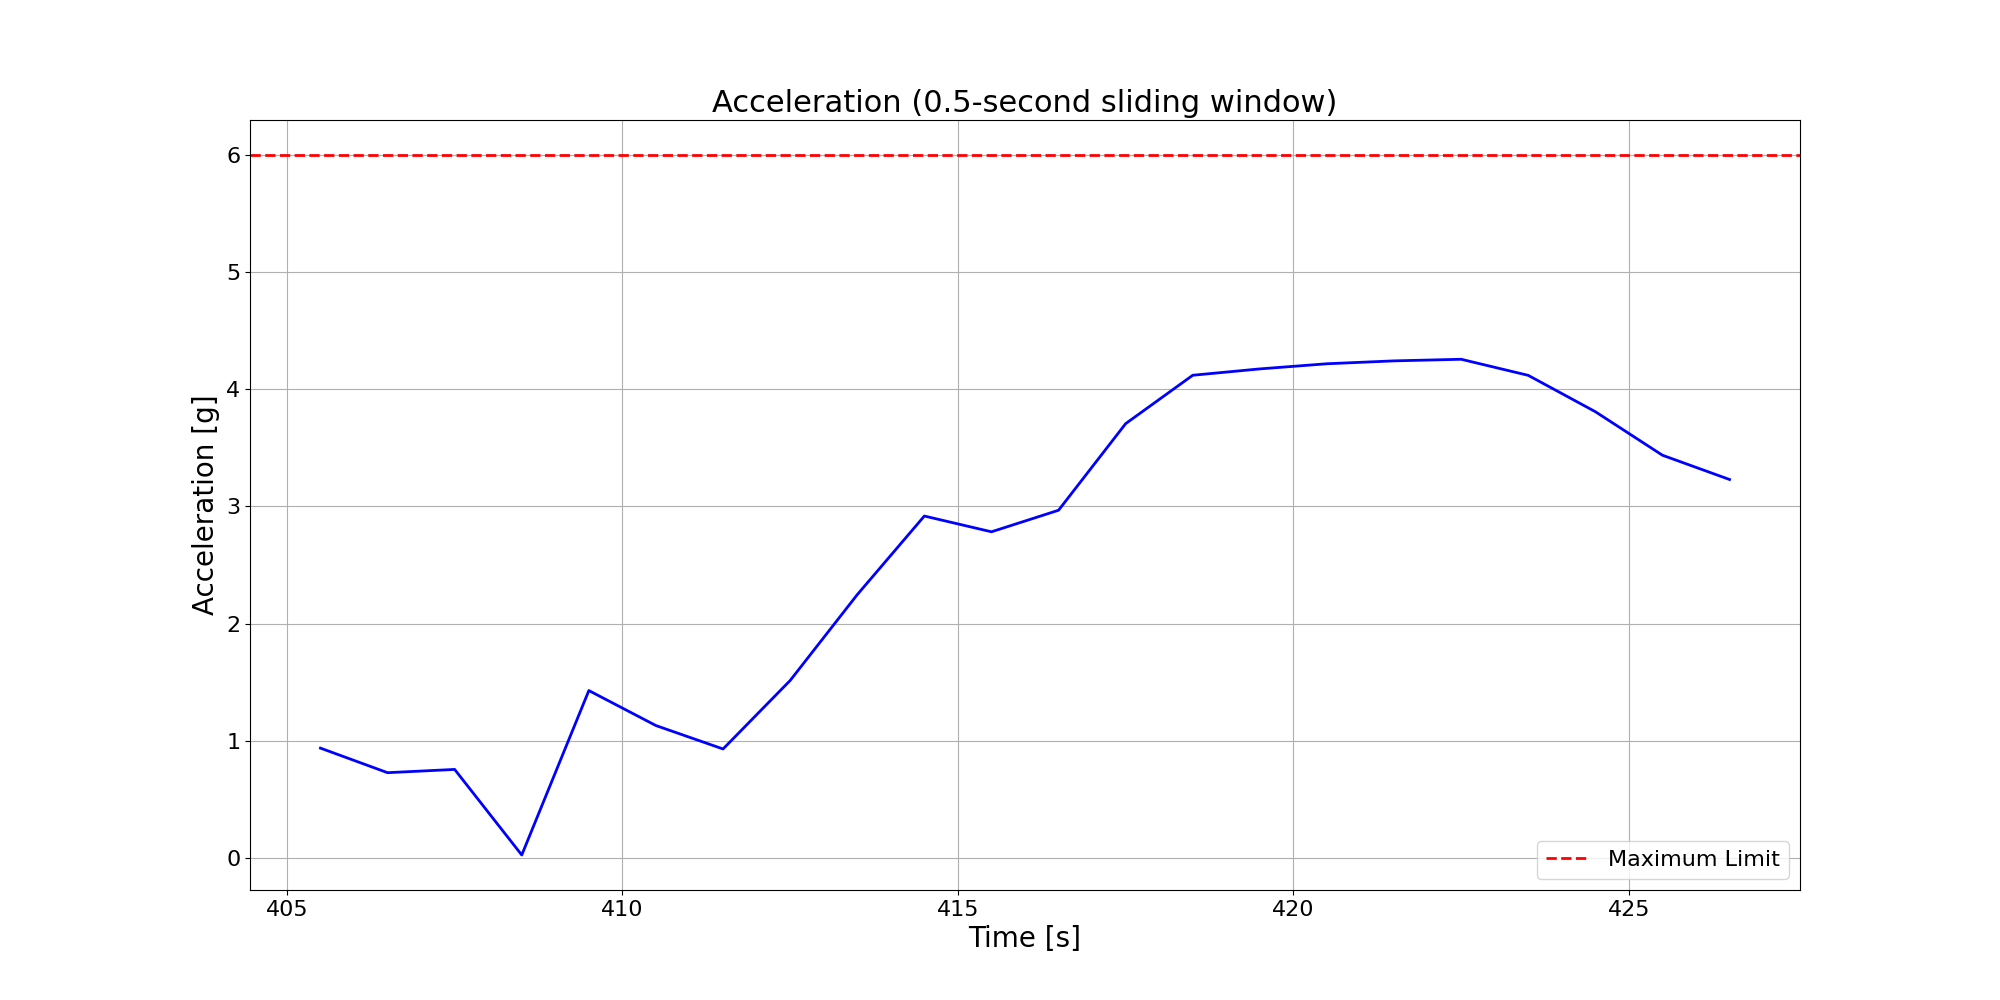 Acceleration (0.5-second sliding window)
Acceleration [g]
6
5
4
3
2
1
0
Maximum Limit
405 410 415 420 425
Time [s]